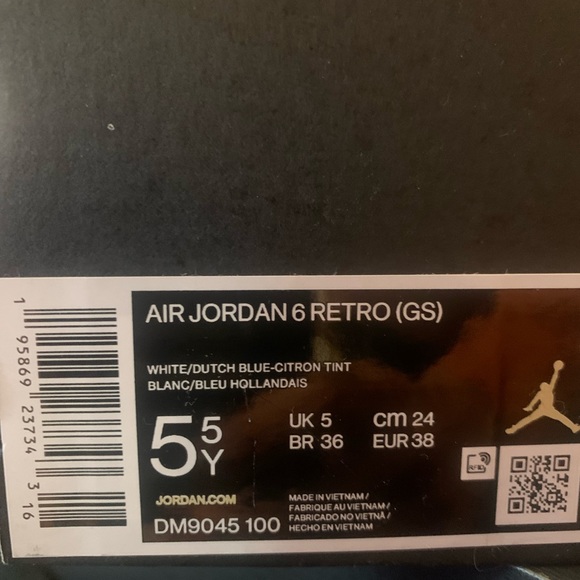 AIR JORDAN 6 RETRO (GS)
WHITE/DUTCH BLUE-CITRON TINT
BLANC/BLEU HOLLANDAIS
5 5 Y
UK 5 cm 24
BR 36 EUR 38
JORDAN.COM
DM9045 100
MADE IN VIETNAM /
FABRIQUE AU VIETNAM /
FABRICADO NO VIETNÃ /
HECHO EN VIETNAM
1 95869 23734 3 16